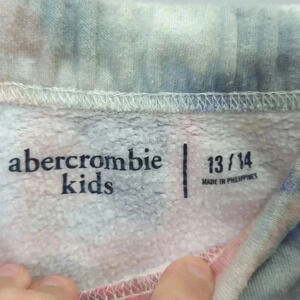 abercrombie
kids
13 / 14
MADE IN PHILIPPINES